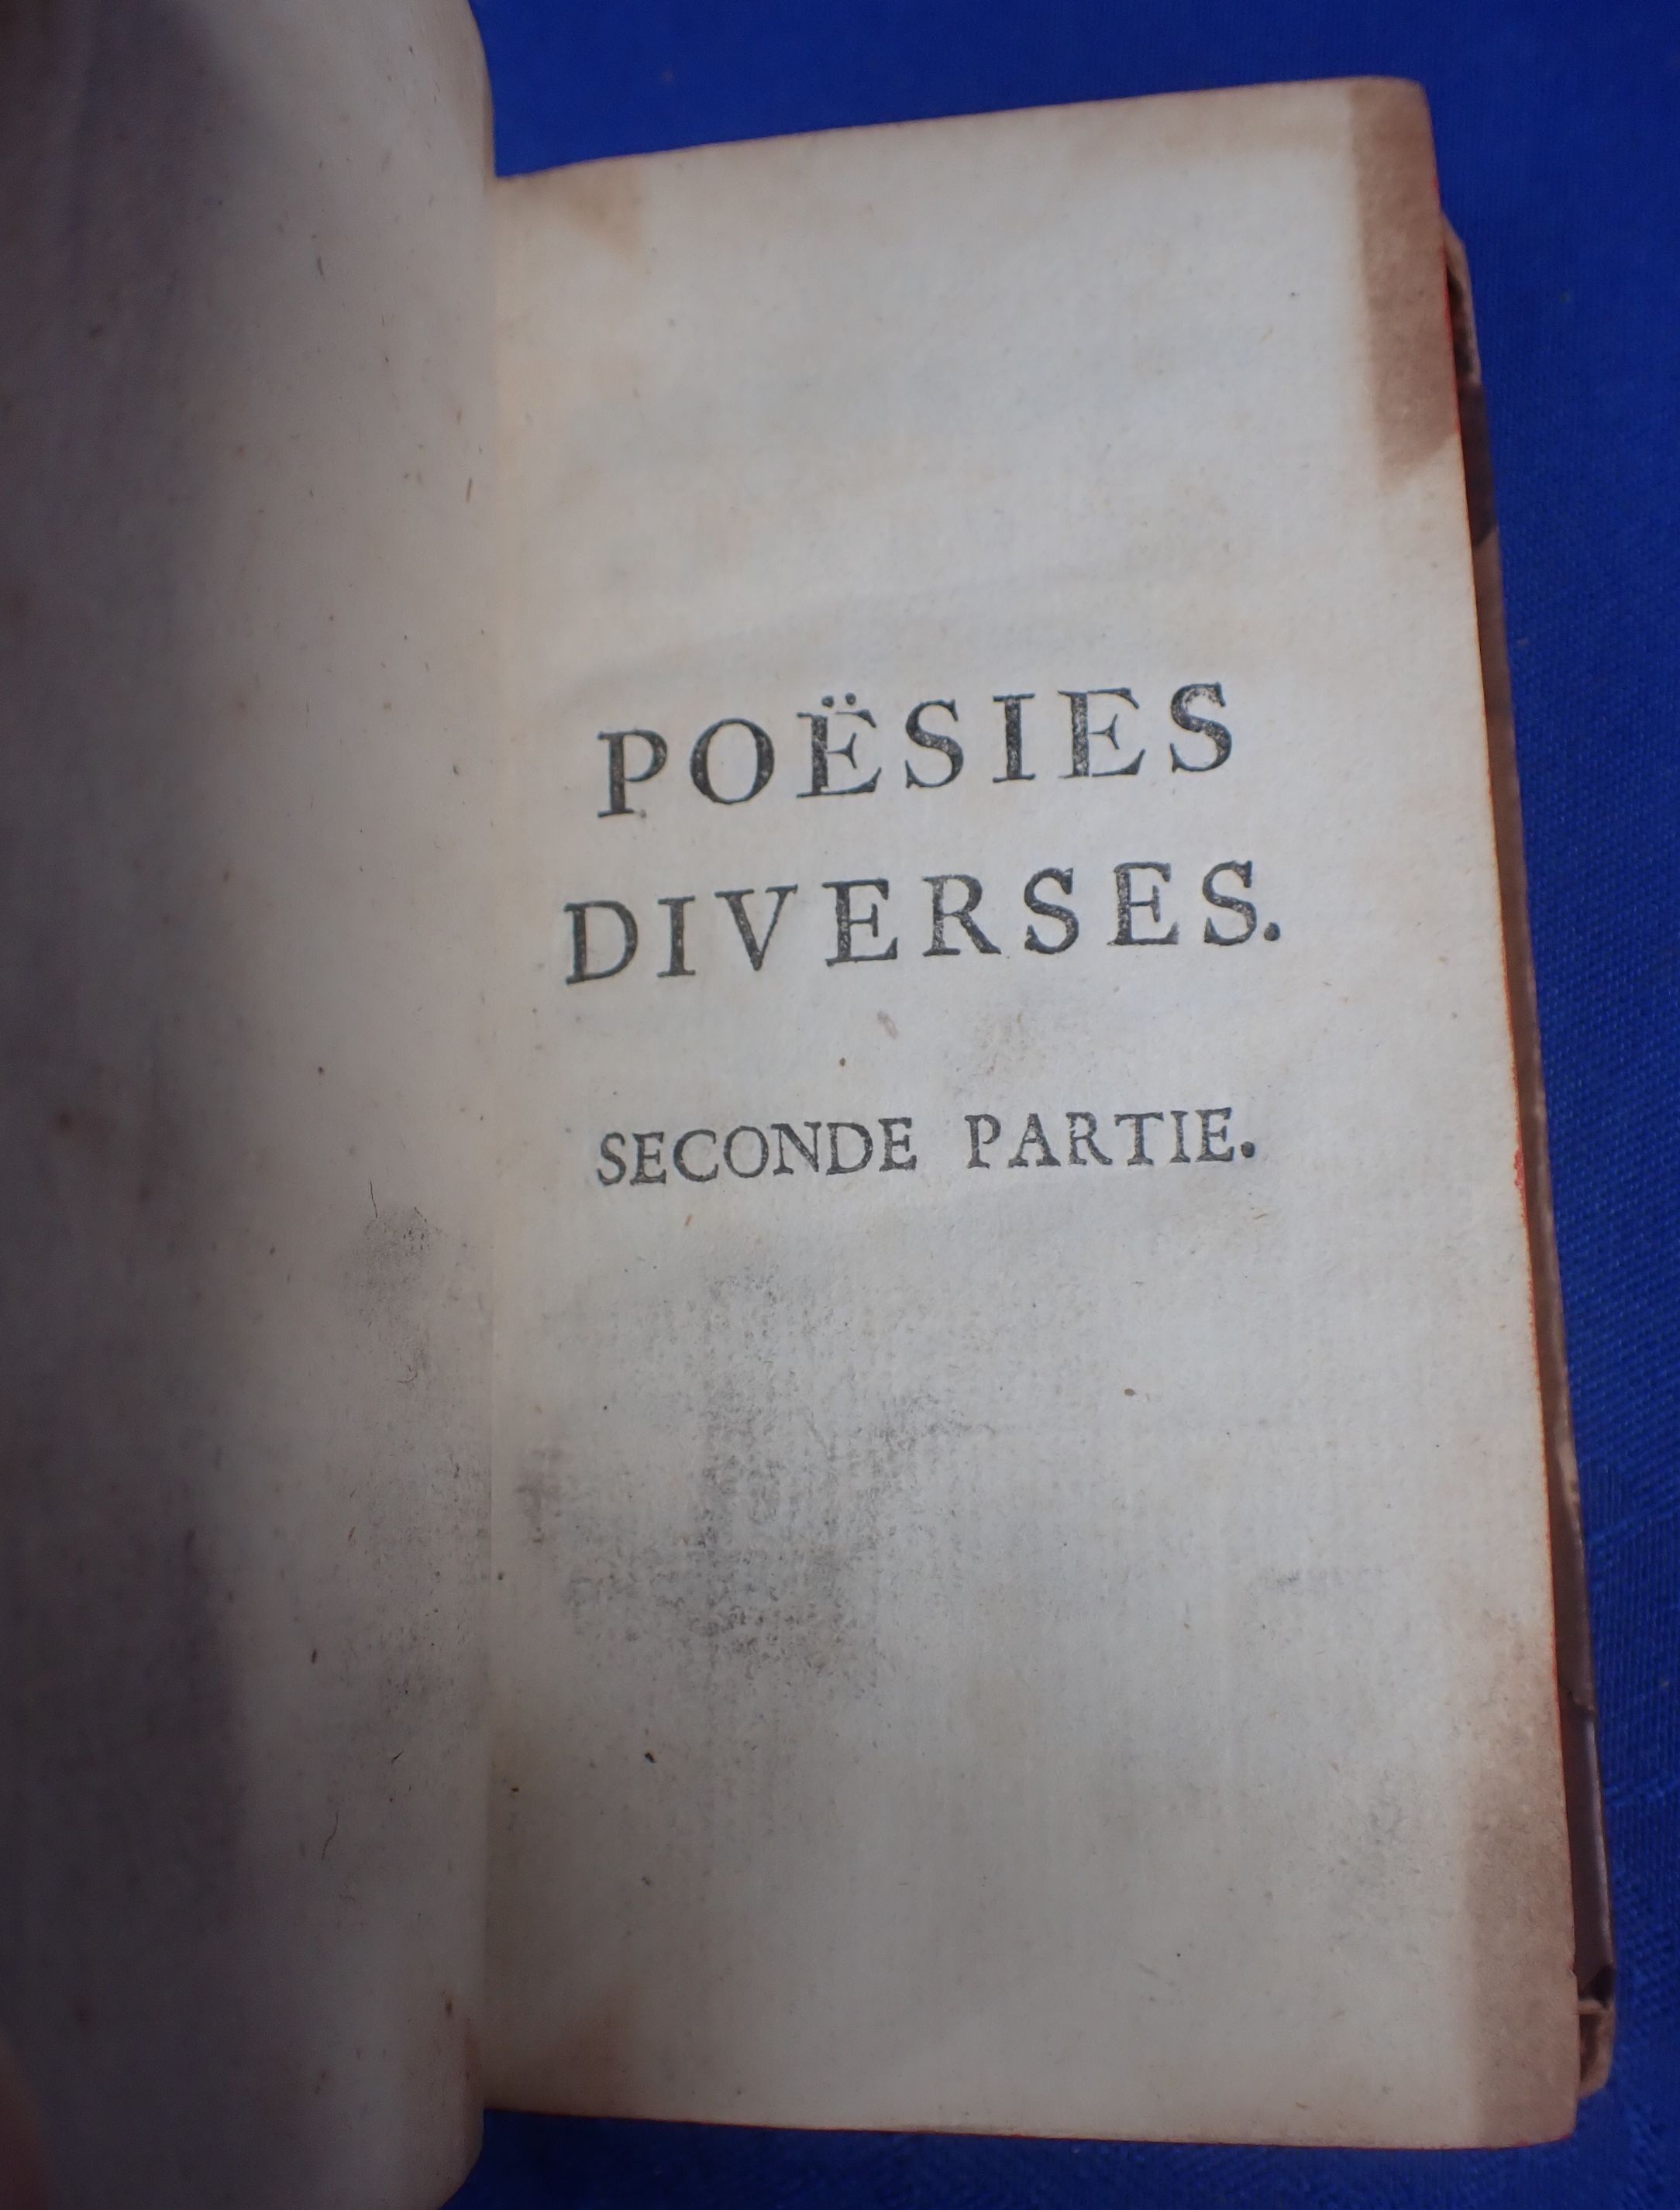 POËSIES
DIVERSES.
SECONDE PARTIE.